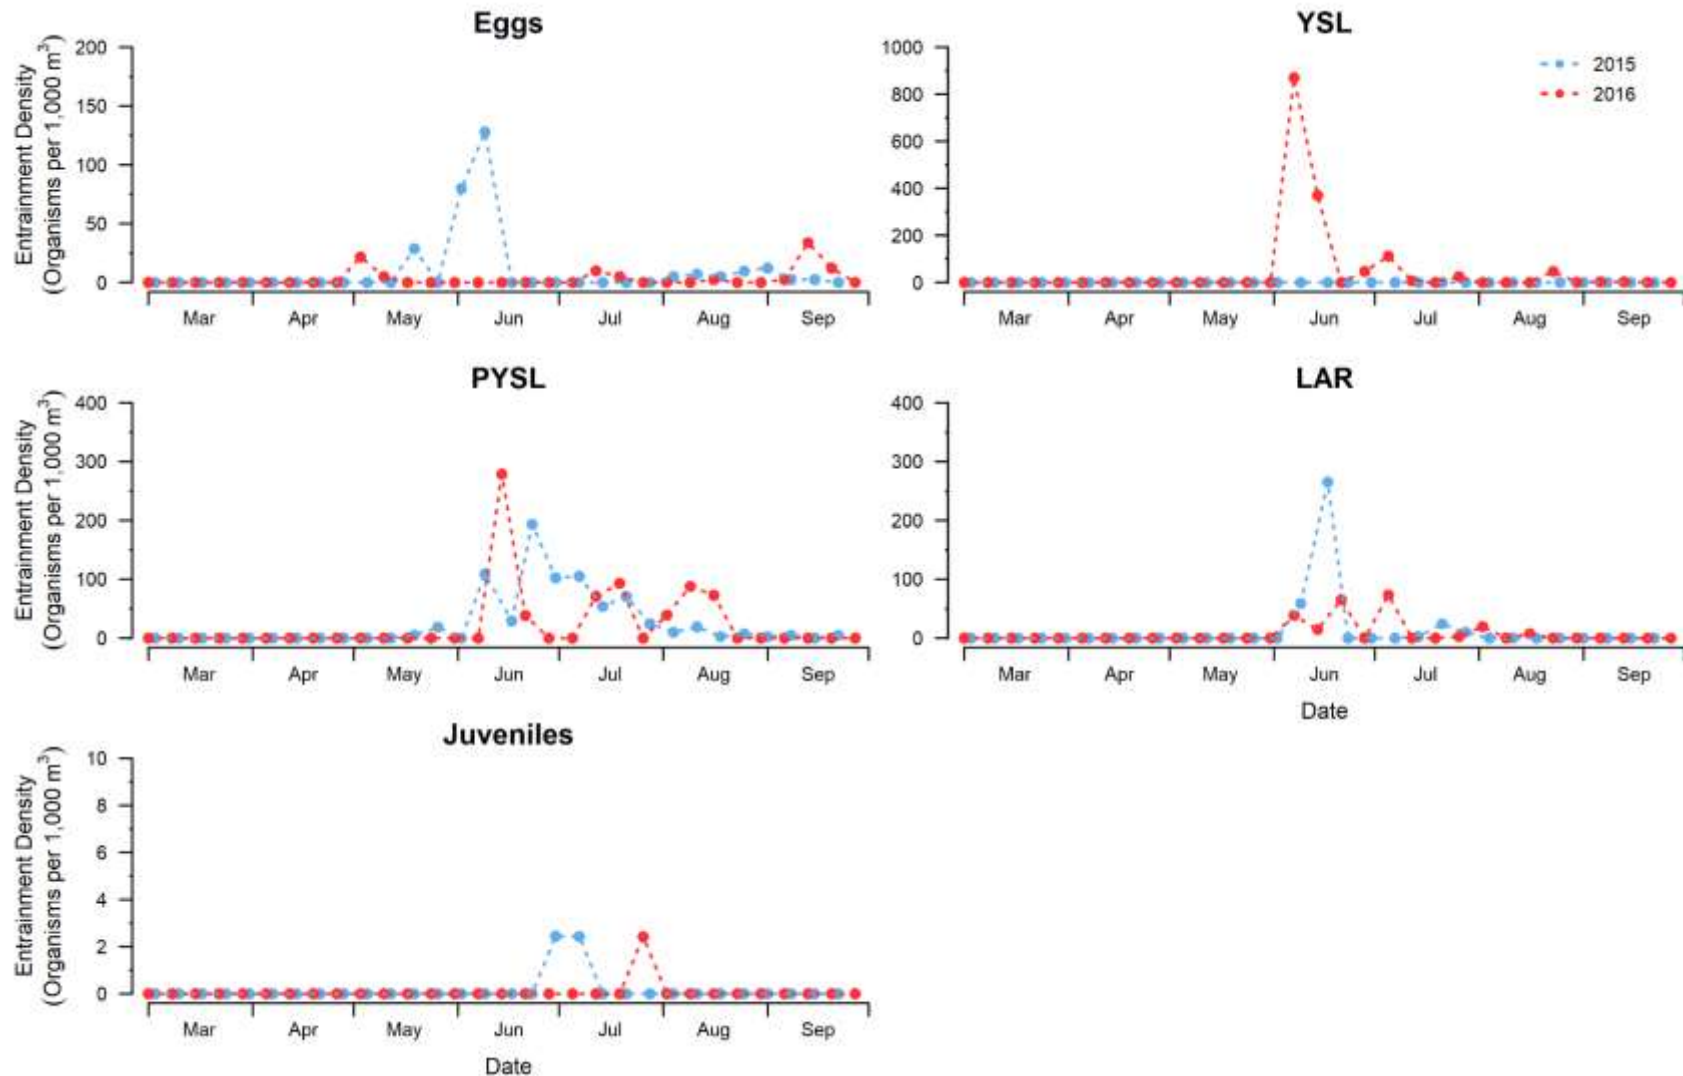 Eggs
Entrainment Density
(Organisms per 1,000 m³)
200
150
100
50
0
Mar Apr May Jun Jul Aug Sep
YSL
1000
800
600
400
200
0
Mar Apr May Jun Jul Aug Sep
2015
2016
PYSL
Entrainment Density
(Organisms per 1,000 m³)
400
300
200
100
0
Mar Apr May Jun Jul Aug Sep
LAR
400
300
200
100
0
Mar Apr May Jun Jul Aug Sep
Date
Juveniles
Entrainment Density
(Organisms per 1,000 m³)
10
8
6
4
2
0
Mar Apr May Jun Jul Aug Sep
Date